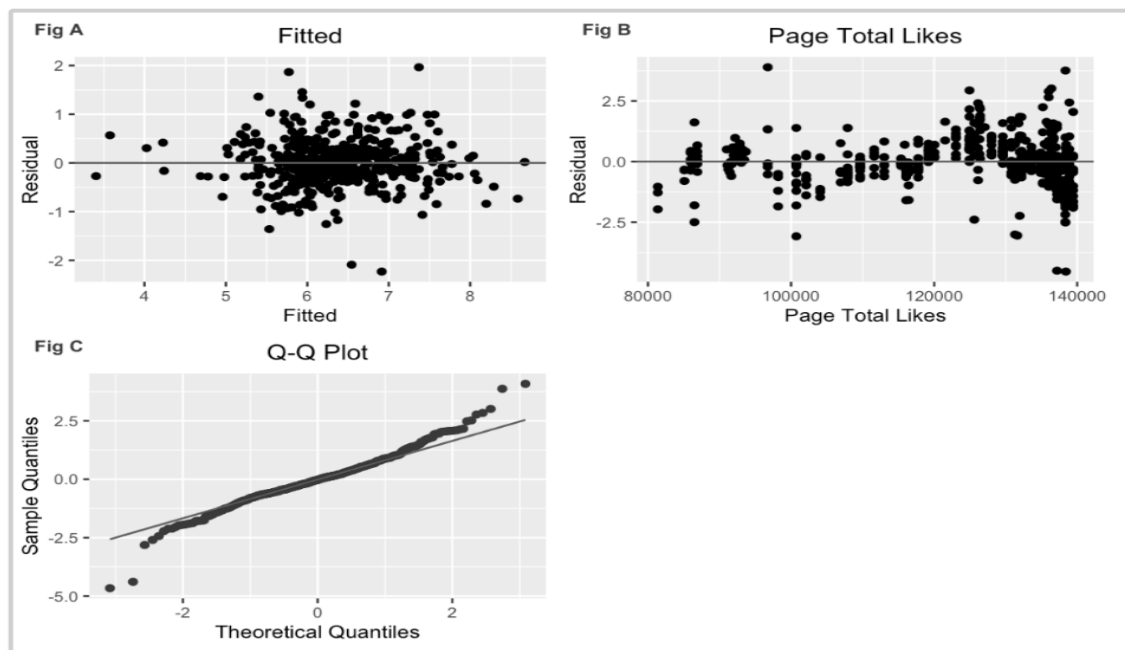 Fig A
Fitted
Residual
2
1
0
-1
-2
4
5
6
7
8
Fitted
Fig B
Page Total Likes
Residual
2.5
0.0
-2.5
80000
100000
120000
140000
Page Total Likes
Fig C
Q-Q Plot
Sample Quantiles
2.5
0.0
-2.5
-5.0
-2
0
2
Theoretical Quantiles